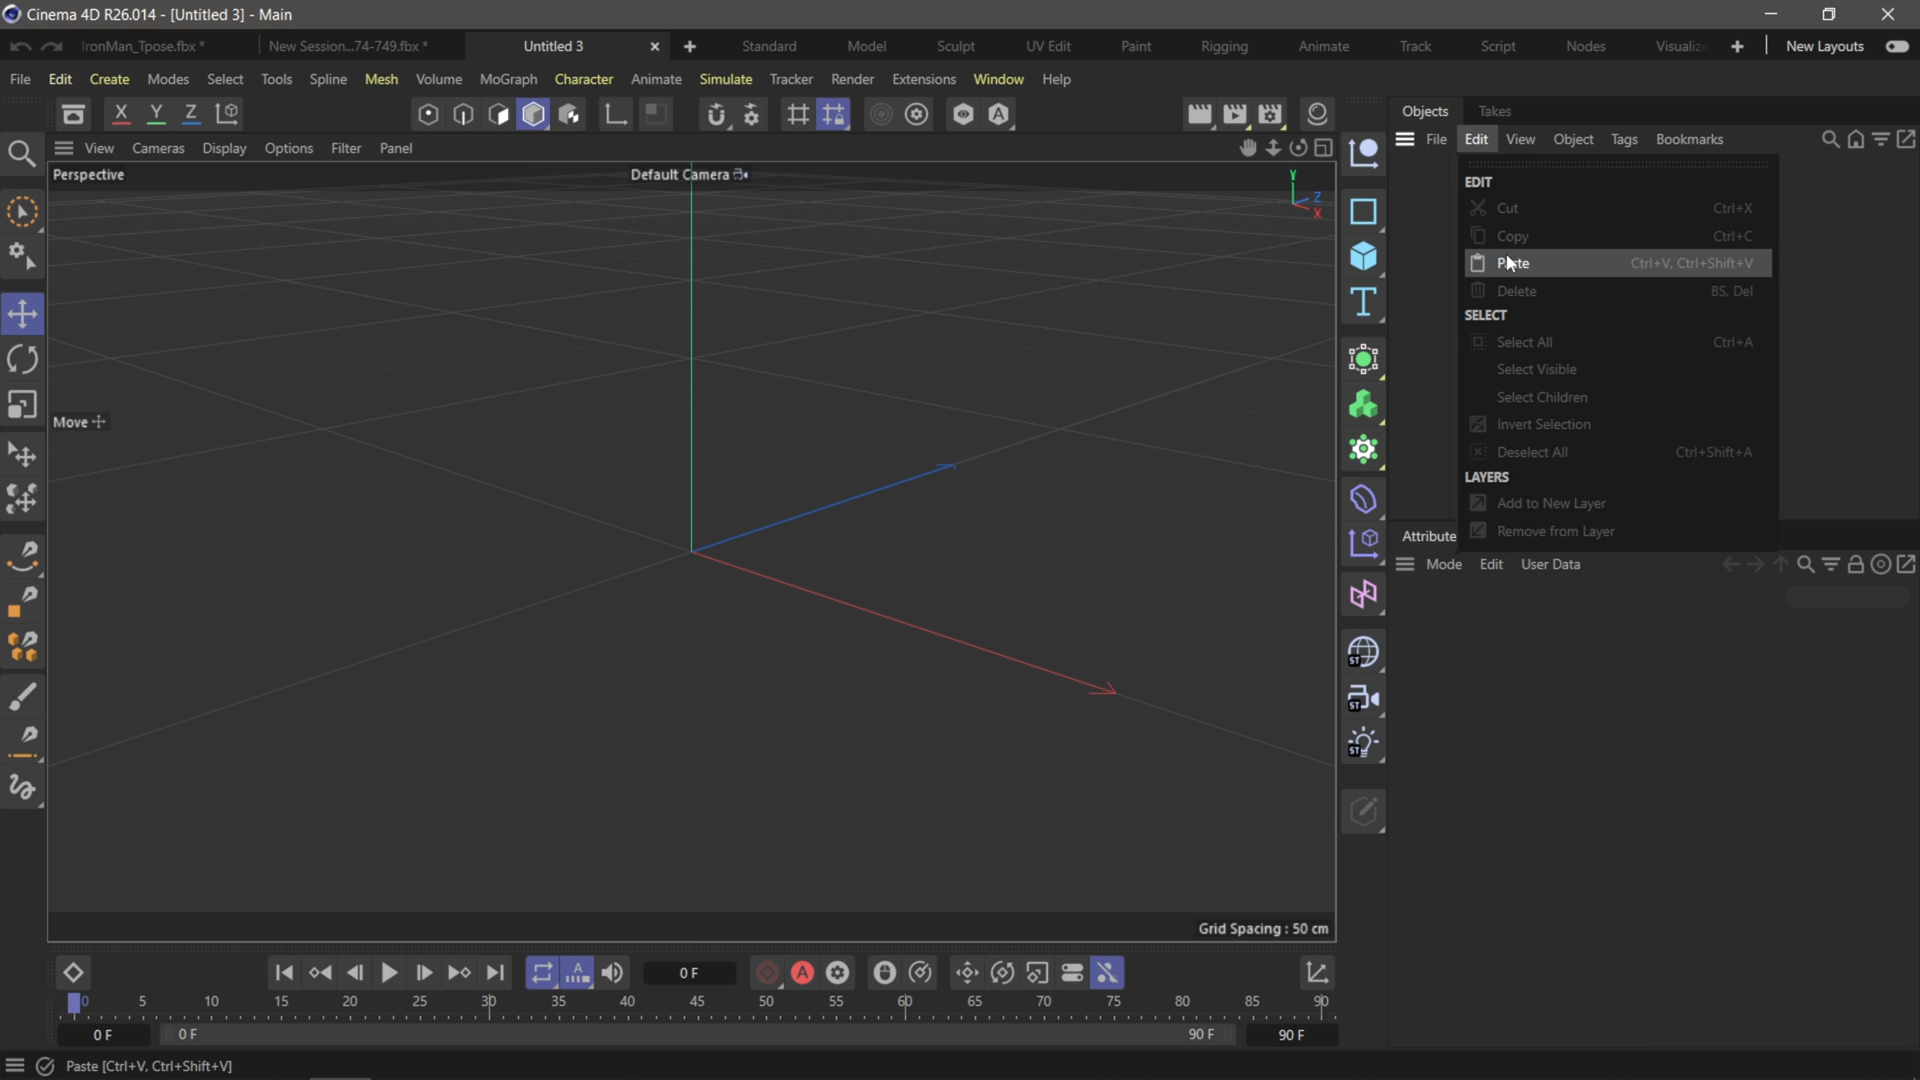 Cinema 4D R26.014 - [Untitled 3] - Main
IronMan_Tpose.fbx * New Session...74-749.fbx * Untitled 3 Standard Model Sculpt UV Edit Paint Rigging Animate Track Script Nodes Visualiz New Layouts
File Edit Create Modes Select Tools Spline Mesh Volume MoGraph Character Animate Simulate Tracker Render Extensions Window Help
X Y Z
Objects Takes
File Edit View Object Tags Bookmarks
View Cameras Display Options Filter Panel
Perspective Default Camera
Y
Z
X
Move
EDIT
Cut Ctrl+X
Copy Ctrl+C
Paste Ctrl+V, Ctrl+Shift+V
Delete BS, Del
SELECT
Select All Ctrl+A
Select Visible
Select Children
Invert Selection
Deselect All Ctrl+Shift+A
LAYERS
Add to New Layer
Remove from Layer
Attribute
Mode Edit User Data
ST
ST
ST
Grid Spacing : 50 cm
A 0 F A
0 5 10 15 20 25 30 35 40 45 50 55 60 65 70 75 80 85 90
0 F 0 F 90 F 90 F
Paste [Ctrl+V, Ctrl+Shift+V]